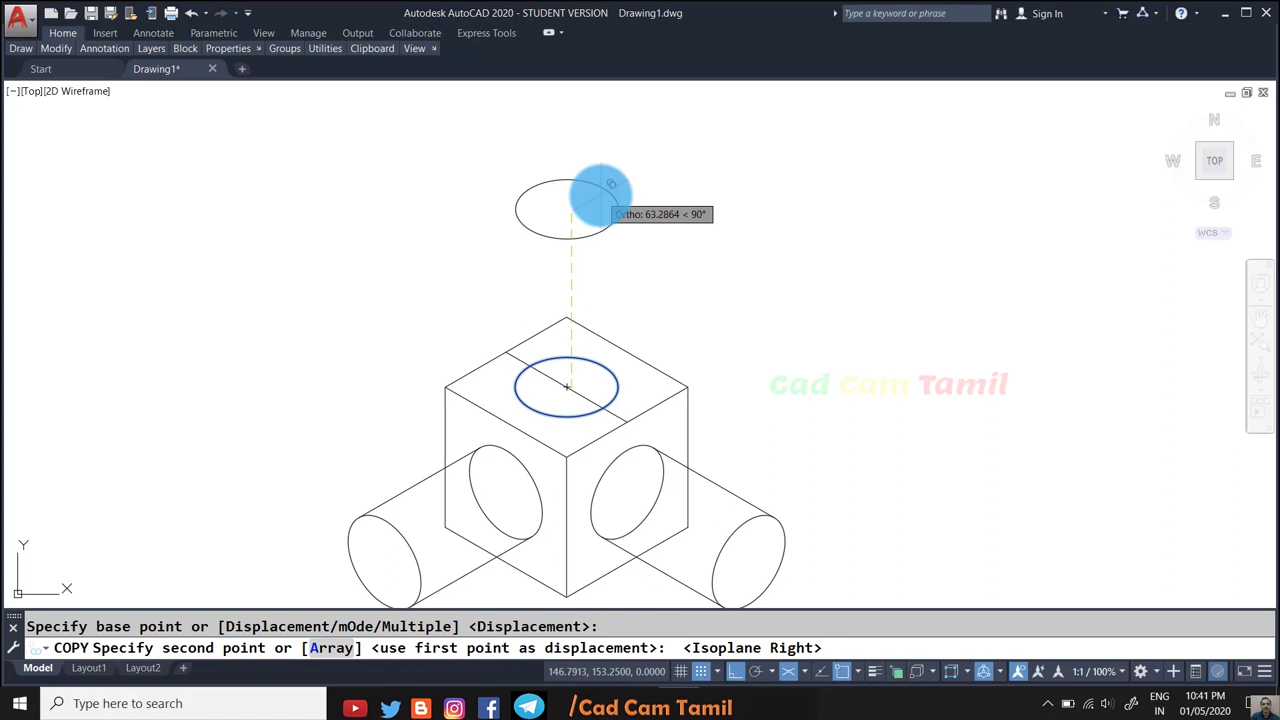 Autodesk AutoCAD 2020 - STUDENT VERSION Drawing1.dwg
Type a keyword or phrase
Sign In
Home Insert Annotate Parametric View Manage Output Collaborate Express Tools
Draw Modify Annotation Layers Block Properties Groups Utilities Clipboard View
Start Drawing1*
[−][Top][2D Wireframe]
N
W TOP E
S
WCS
Ortho: 63.2864 < 90°
Cad Cam Tamil
Y
X
Specify base point or [Displacement/mOde/Multiple] <Displacement>:
COPY Specify second point or [Array] <use first point as displacement>: <Isoplane Right>
Model Layout1 Layout2 146.7913, 153.2500, 0.0000 1:1 / 100%
Type here to search
/Cad Cam Tamil
ENG
IN
10:41 PM
01/05/2020